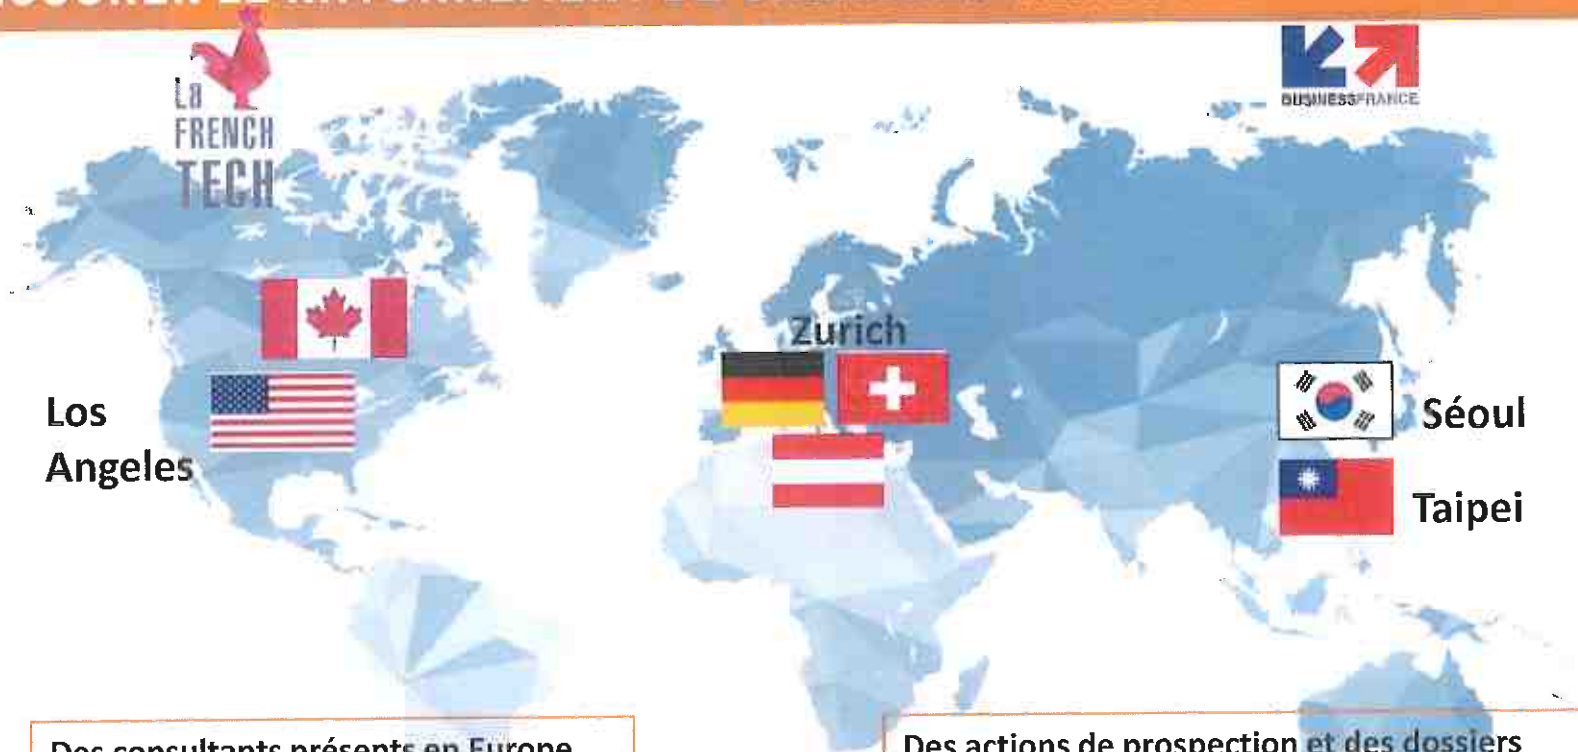 La
FRENCH
TECH
BUSINESSFRANCE
Zurich
Los
Angeles
Séoul
Taipei
Des consultants présents en Europe
Des actions de prospection et des dossiers